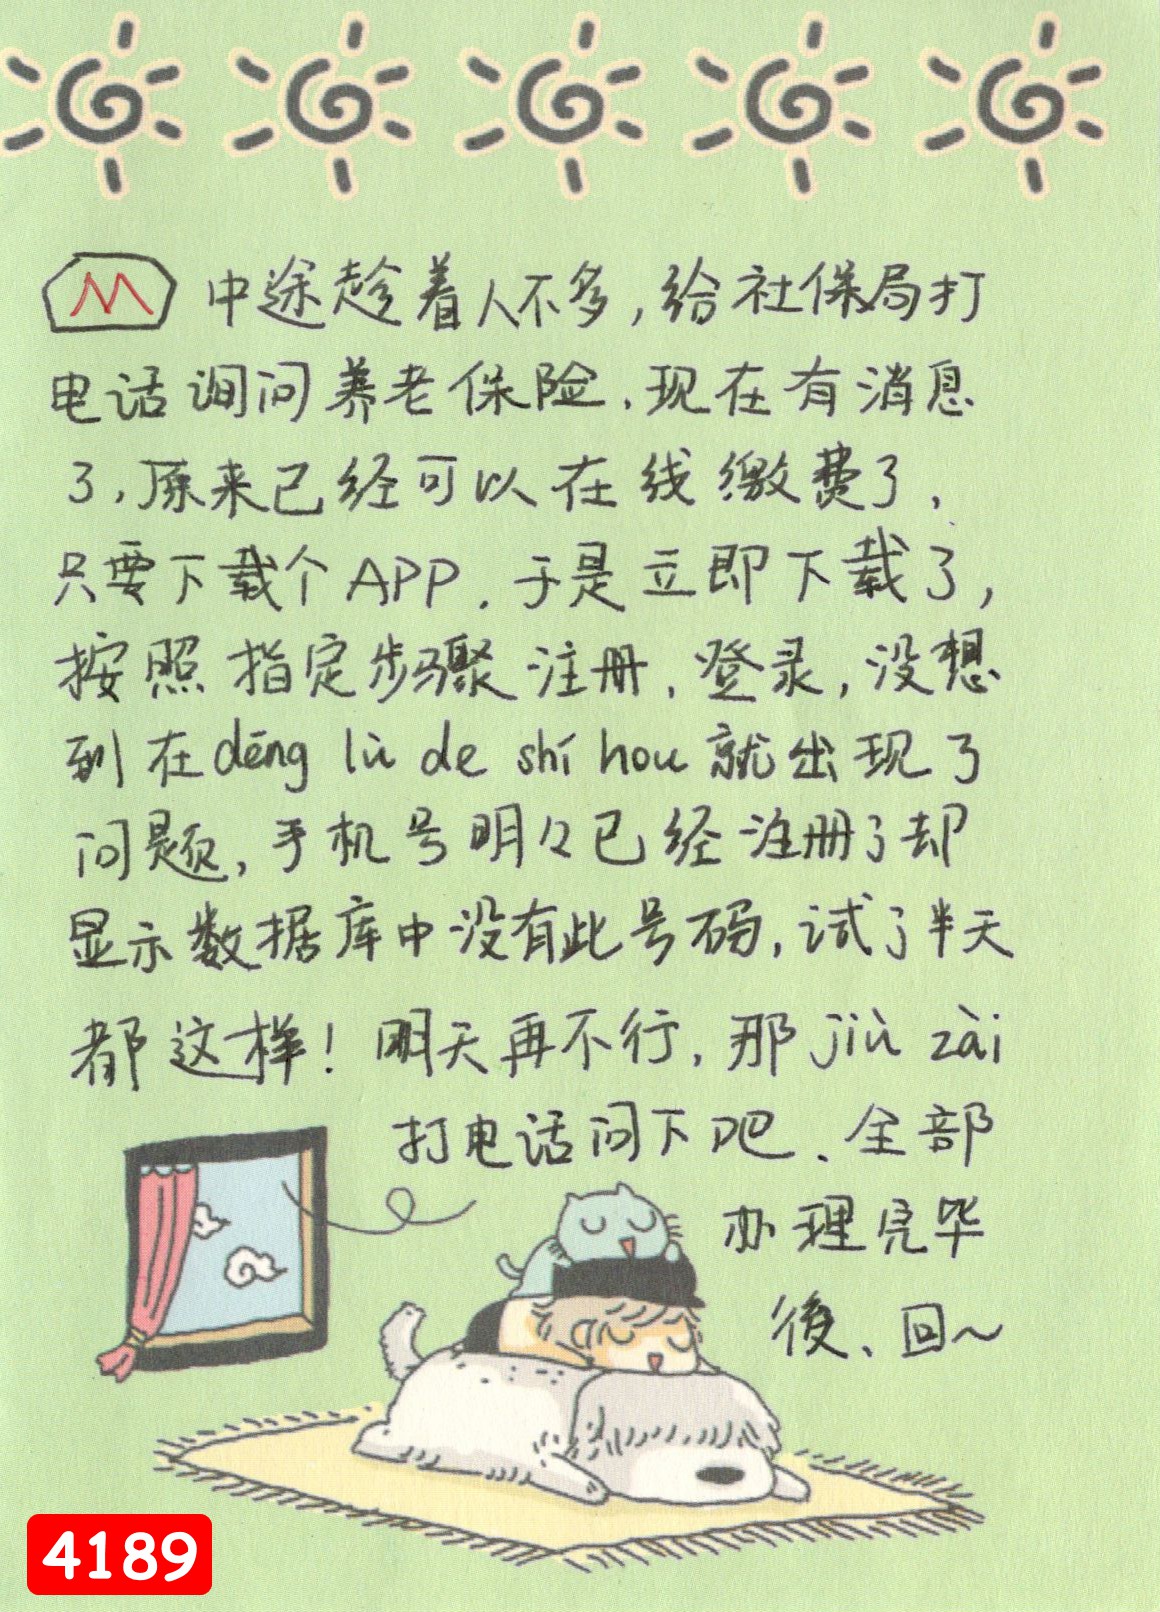 M 中途趁着人不多,给社保局打
电话询问养老保险.现在有消息
了,原来已经可以在线缴费了,
只要下载个APP.于是立即下载了,
按照指定步骤注册,登录,没想
到在dēng lù de shí hou就出现了
问题,手机号明々已经注册了却
显示数据库中没有此号码,试了半天
都这样!明天再不行,那jiù zài
打电话问下吧.全部
办理完毕
後、回~
4189